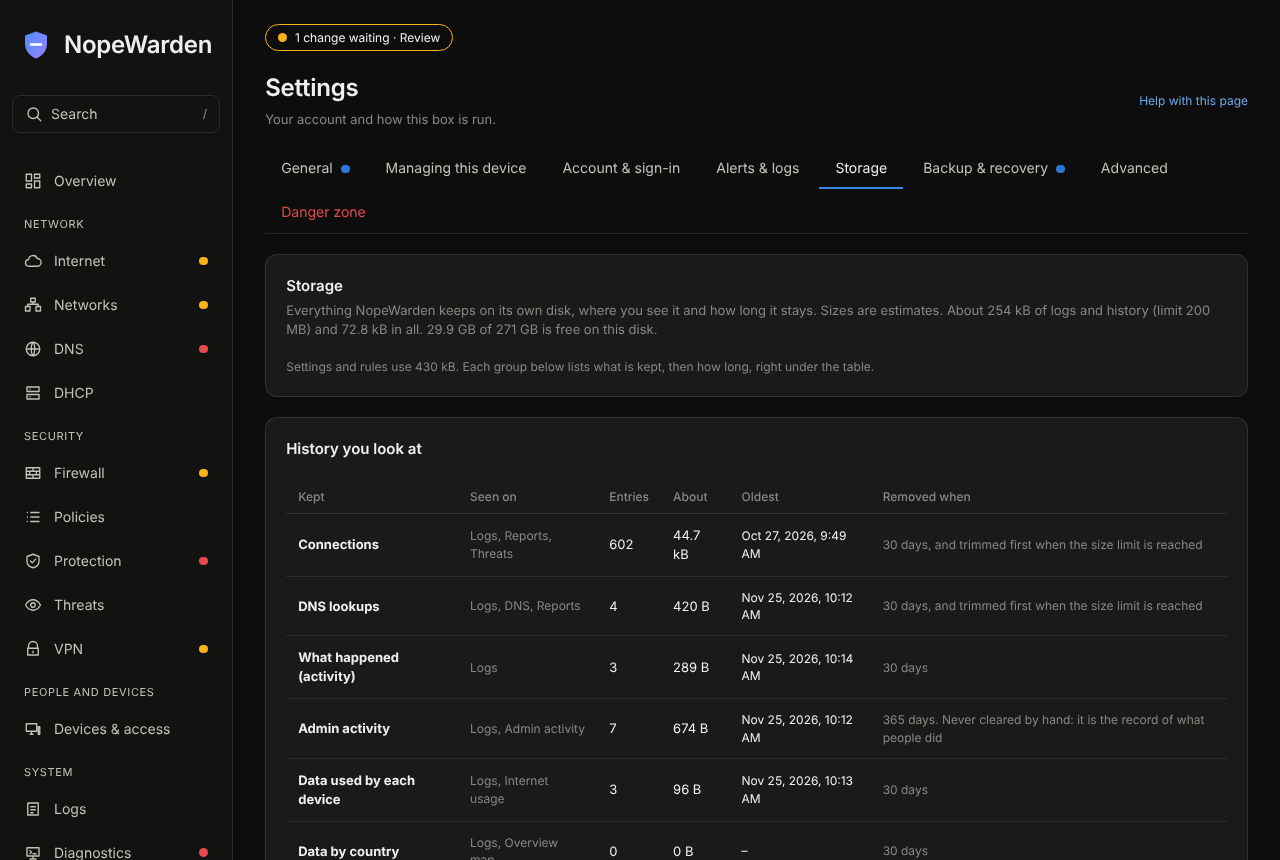 NopeWarden
Search /
Overview
NETWORK
Internet
Networks
DNS
DHCP
SECURITY
Firewall
Policies
Protection
Threats
VPN
PEOPLE AND DEVICES
Devices & access
SYSTEM
Logs
Diagnostics
1 change waiting · Review
Settings
Your account and how this box is run.
Help with this page
General Managing this device Account & sign-in Alerts & logs Storage Backup & recovery Advanced
Danger zone
Storage
Everything NopeWarden keeps on its own disk, where you see it and how long it stays. Sizes are estimates. About 254 kB of logs and history (limit 200
MB) and 72.8 kB in all. 29.9 GB of 271 GB is free on this disk.
Settings and rules use 430 kB. Each group below lists what is kept, then how long, right under the table.
History you look at
Kept Seen on Entries About Oldest Removed when
Connections Logs, Reports, Threats 602 44.7 kB Oct 27, 2026, 9:49 AM 30 days, and trimmed first when the size limit is reached
DNS lookups Logs, DNS, Reports 4 420 B Nov 25, 2026, 10:12 AM 30 days, and trimmed first when the size limit is reached
What happened (activity) Logs 3 289 B Nov 25, 2026, 10:14 AM 30 days
Admin activity Logs, Admin activity 7 674 B Nov 25, 2026, 10:12 AM 365 days. Never cleared by hand: it is the record of what people did
Data used by each device Logs, Internet usage 3 96 B Nov 25, 2026, 10:13 AM 30 days
Data by country Logs, Overview map 0 0 B – 30 days